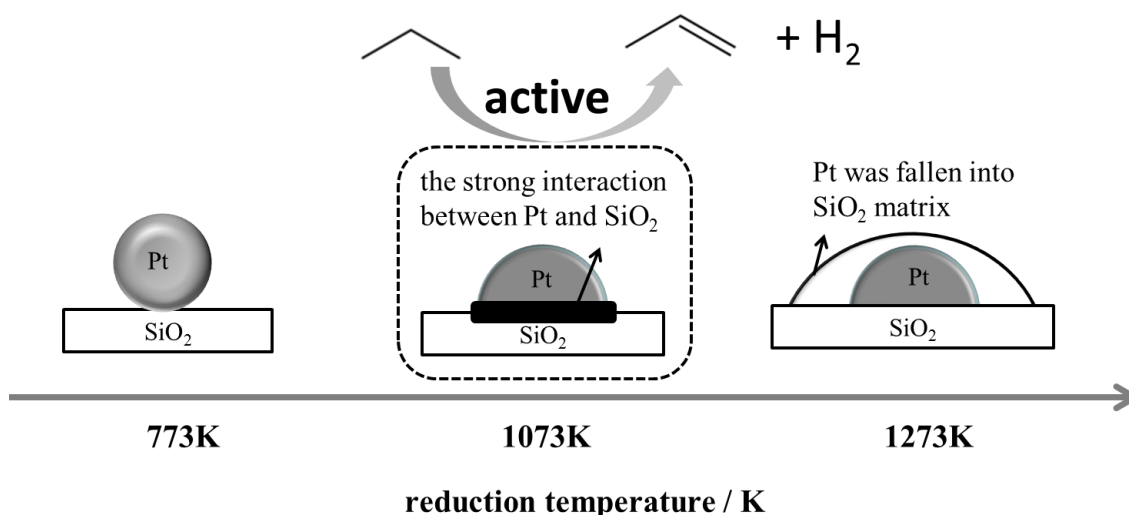 + H₂
active
the strong interaction
between Pt and SiO₂
Pt was fallen into
SiO₂ matrix
Pt
Pt
Pt
SiO₂
SiO₂
SiO₂
773K
1073K
1273K
reduction temperature / K